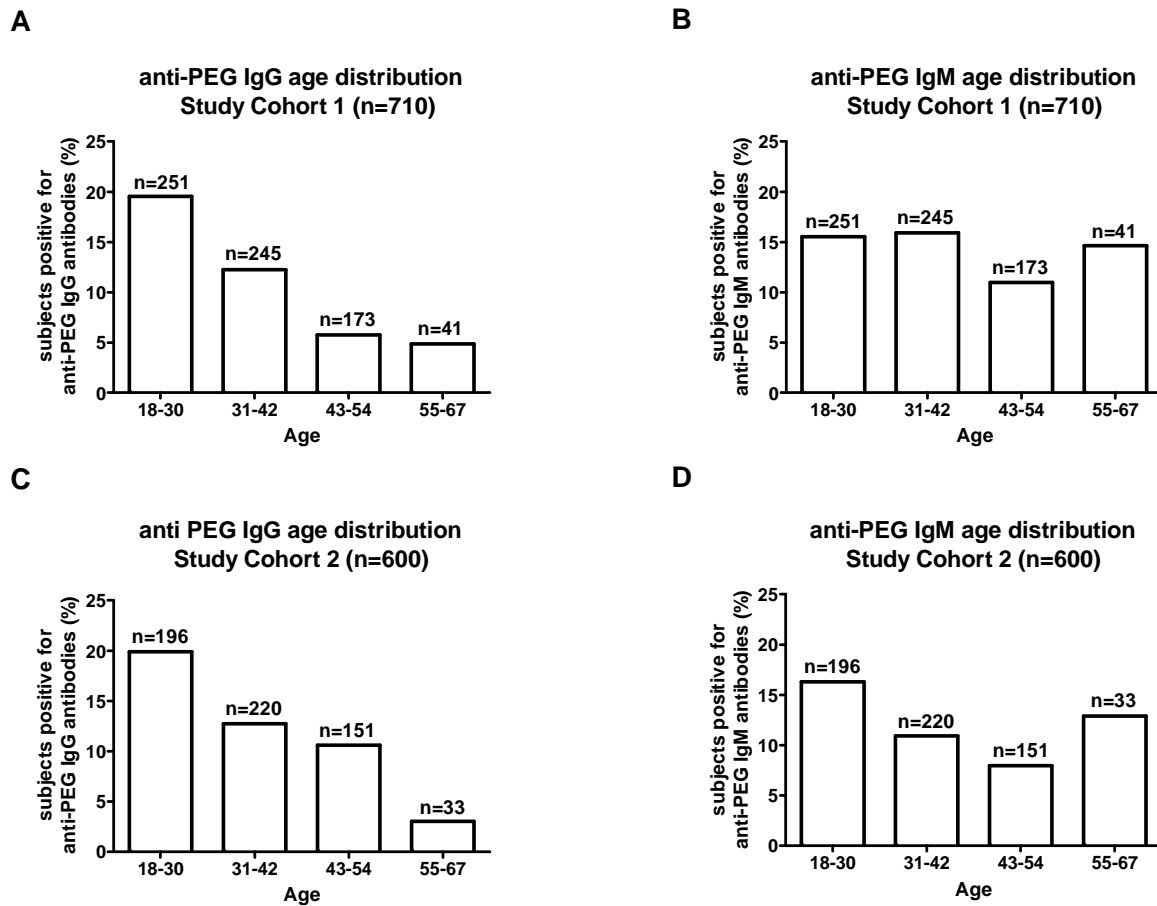 A
anti-PEG IgG age distribution
Study Cohort 1 (n=710)
subjects positive for
anti-PEG IgG antibodies (%)
25
20
15
10
5
0
n=251
n=245
n=173
n=41
18-30
31-42
43-54
55-67
Age
B
anti-PEG IgM age distribution
Study Cohort 1 (n=710)
subjects positive for
anti-PEG IgM antibodies (%)
25
20
15
10
5
0
n=251
n=245
n=173
n=41
18-30
31-42
43-54
55-67
Age
C
anti PEG IgG age distribution
Study Cohort 2 (n=600)
subjects positive for
anti-PEG IgG antibodies (%)
25
20
15
10
5
0
n=196
n=220
n=151
n=33
18-30
31-42
43-54
55-67
Age
D
anti-PEG IgM age distribution
Study Cohort 2 (n=600)
subjects positive for
anti-PEG IgM antibodies (%)
25
20
15
10
5
0
n=196
n=220
n=151
n=33
18-30
31-42
43-54
55-67
Age